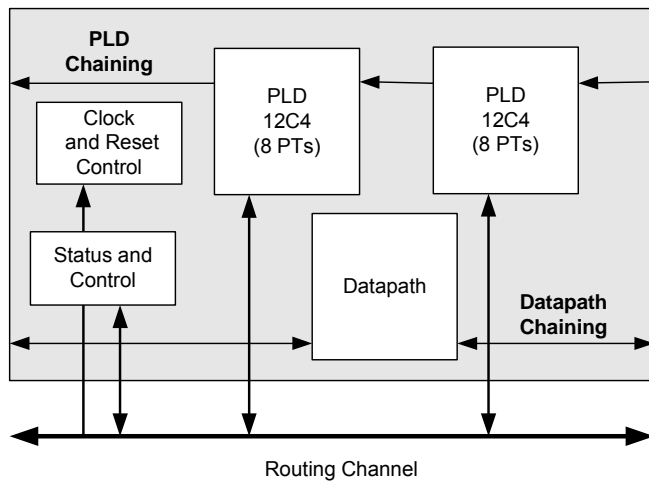 PLD
Chaining
PLD
12C4
(8 PTs)
PLD
12C4
(8 PTs)
Clock
and Reset
Control
Status and
Control
Datapath
Datapath
Chaining
Routing Channel